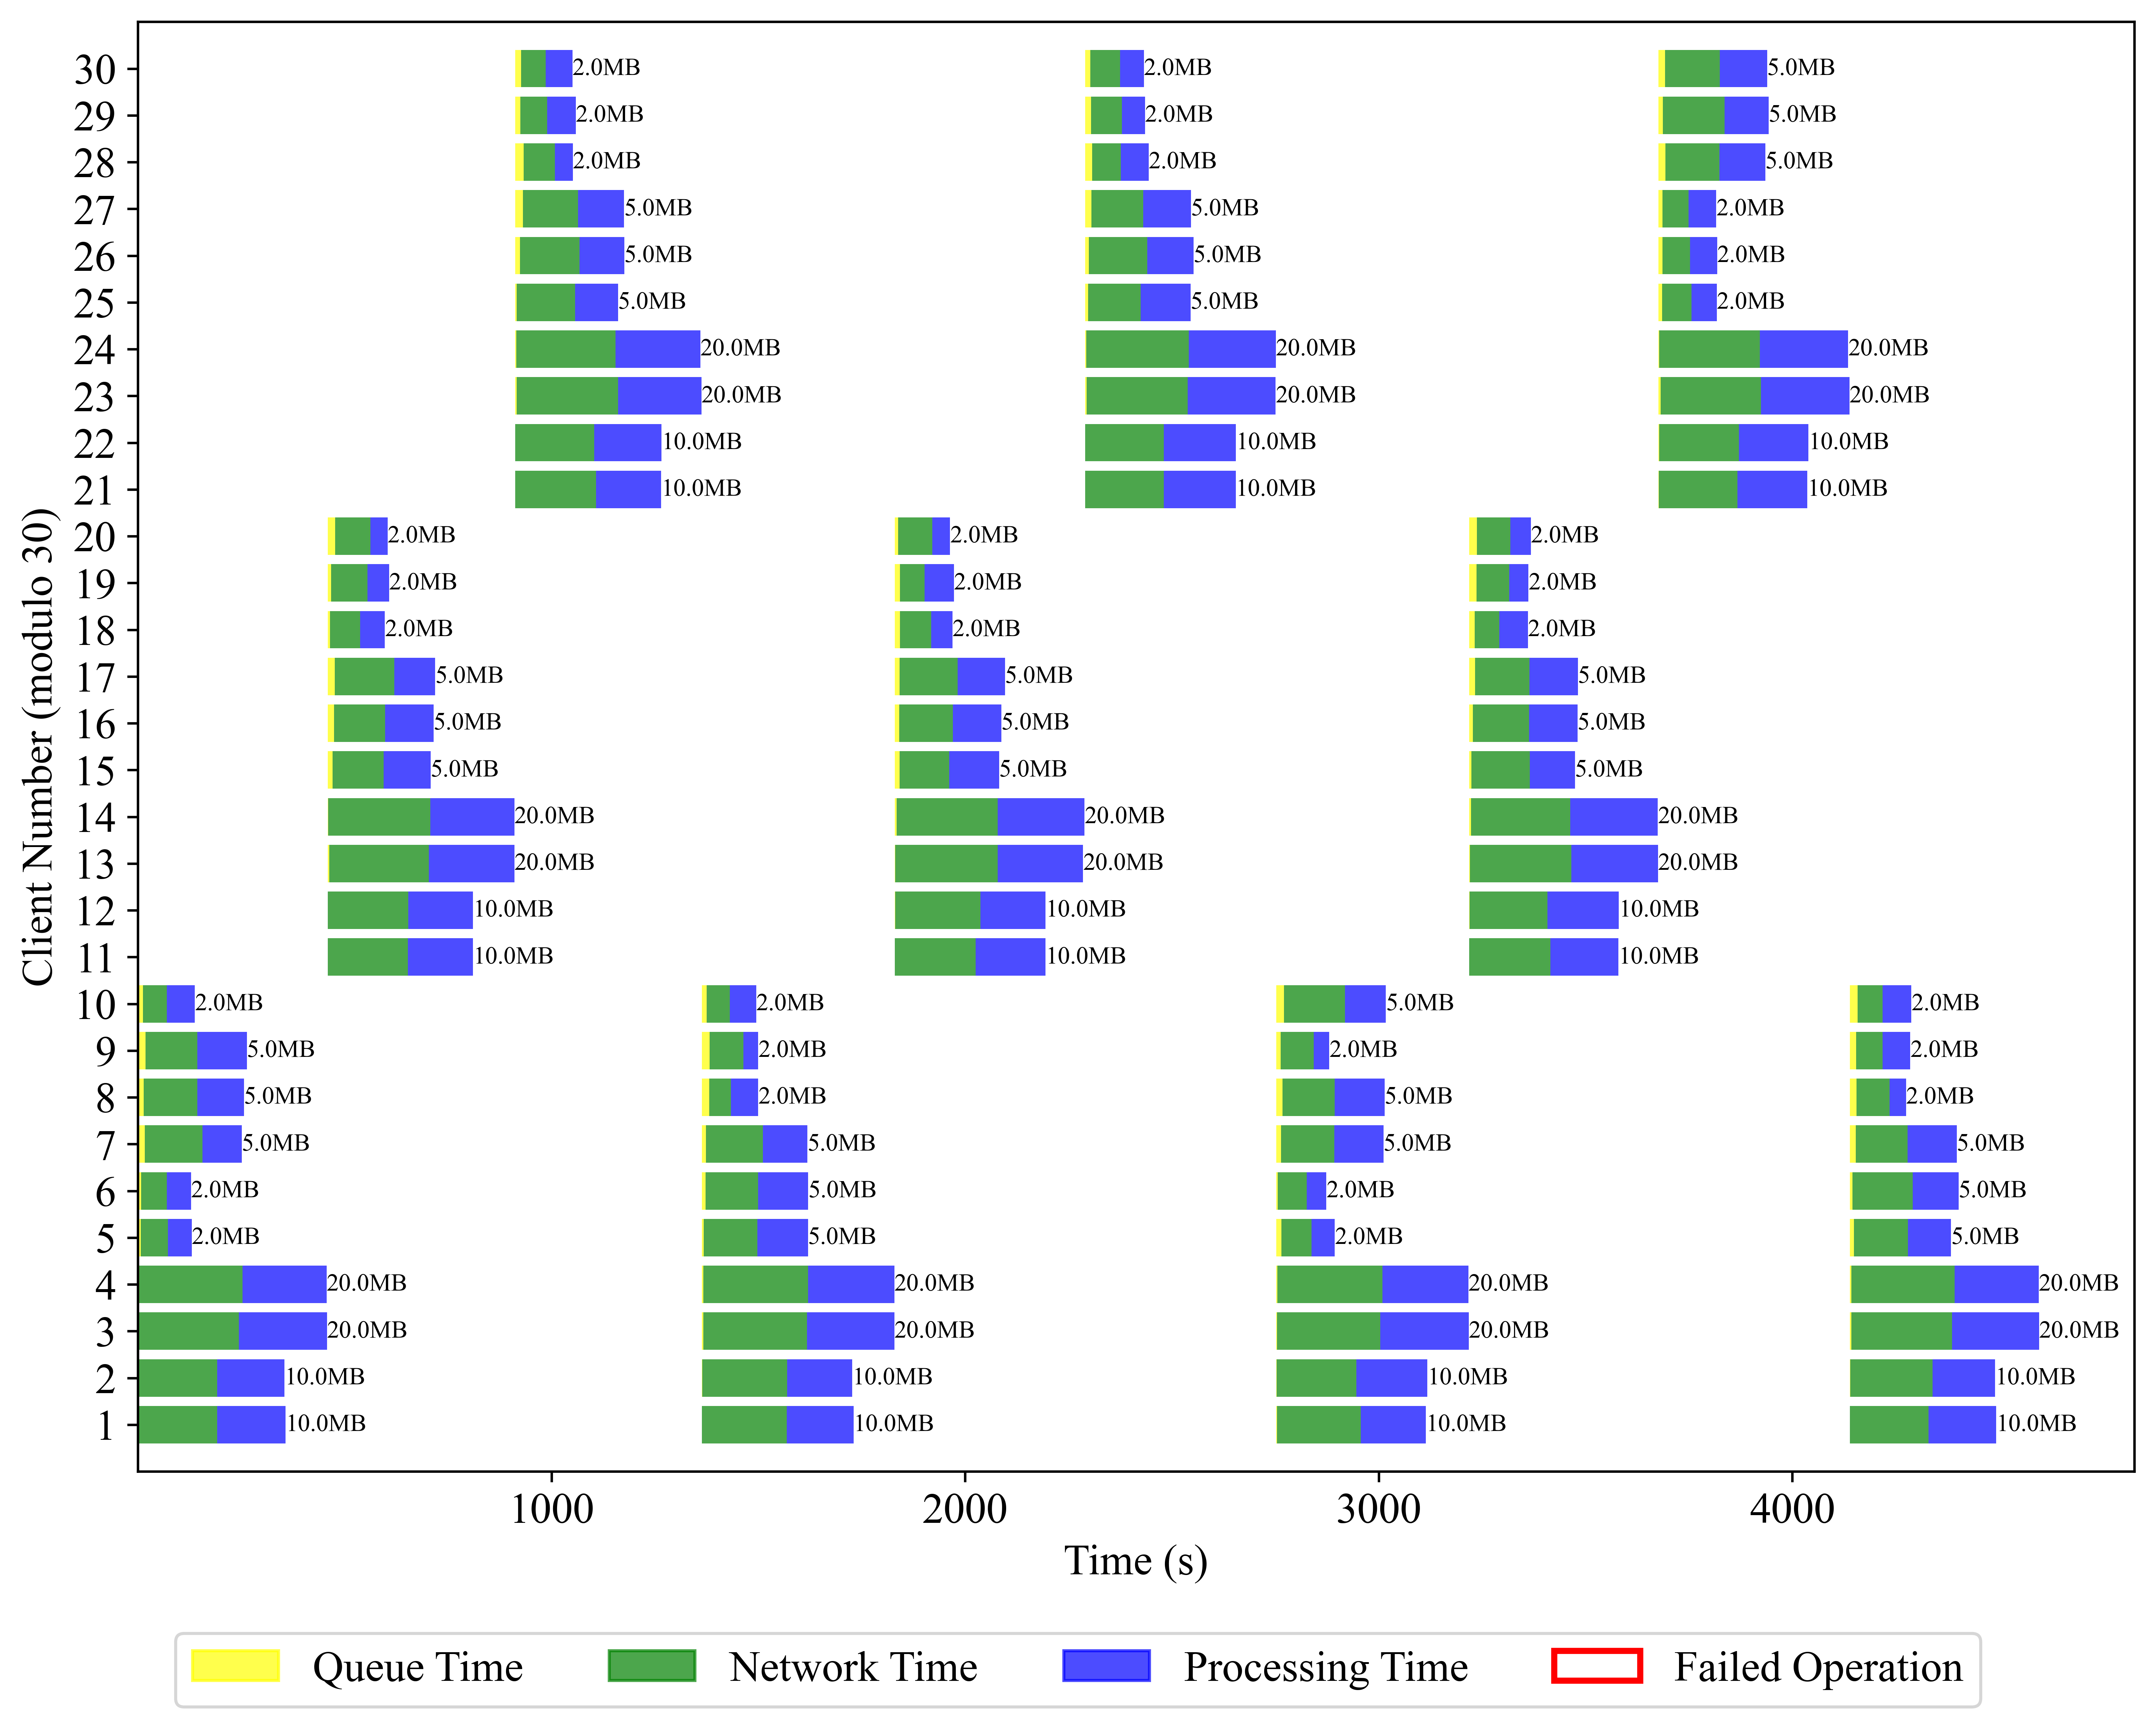 30 2.0MB 2.0MB 5.0MB
29 2.0MB 2.0MB 5.0MB
28 2.0MB 2.0MB 5.0MB
27 5.0MB 5.0MB 2.0MB
26 5.0MB 5.0MB 2.0MB
25 5.0MB 5.0MB 2.0MB
24 20.0MB 20.0MB 20.0MB
23 20.0MB 20.0MB 20.0MB
22 10.0MB 10.0MB 10.0MB
21 10.0MB 10.0MB 10.0MB
20 2.0MB 2.0MB 2.0MB
19 2.0MB 2.0MB 2.0MB
18 2.0MB 2.0MB 2.0MB
17 5.0MB 5.0MB 5.0MB
16 5.0MB 5.0MB 5.0MB
15 5.0MB 5.0MB 5.0MB
14 20.0MB 20.0MB 20.0MB
13 20.0MB 20.0MB 20.0MB
12 10.0MB 10.0MB 10.0MB
11 10.0MB 10.0MB 10.0MB
10 2.0MB 2.0MB 5.0MB 2.0MB
9 5.0MB 2.0MB 2.0MB 2.0MB
8 5.0MB 2.0MB 5.0MB 2.0MB
7 5.0MB 5.0MB 5.0MB 5.0MB
6 2.0MB 5.0MB 2.0MB 5.0MB
5 2.0MB 5.0MB 2.0MB 5.0MB
4 20.0MB 20.0MB 20.0MB 20.0MB
3 20.0MB 20.0MB 20.0MB 20.0MB
2 10.0MB 10.0MB 10.0MB 10.0MB
1 10.0MB 10.0MB 10.0MB 10.0MB
Client Number (modulo 30)
1000 2000 3000 4000
Time (s)
Queue Time Network Time Processing Time Failed Operation